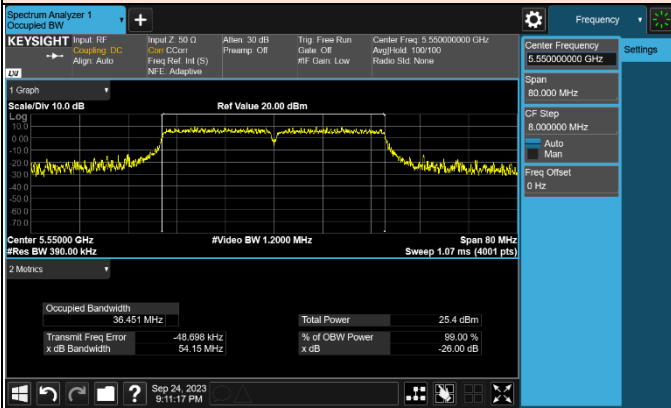 Spectrum Analyzer 1
Occupied BW
Frequency
KEYSIGHT
Input: RF
Coupling: DC
Align: Auto
Input Z: 50 Ω
Corr CCorr
Freq Ref: Int (S)
NFE: Adaptive
Atten: 30 dB
Preamp: Off
Trig: Free Run
Gate: Off
#IF Gain: Low
Center Freq: 5.550000000 GHz
Avg|Hold: 100/100
Radio Std: None
LXI
Center Frequency
5.550000000 GHz
Settings
Span
80.000 MHz
CF Step
8.000000 MHz
Auto
Man
Freq Offset
0 Hz
1 Graph
Scale/Div 10.0 dB
Ref Value 20.00 dBm
Log
10.0
0.00
-10.0
-20.0
-30.0
-40.0
-50.0
-60.0
-70.0
Center 5.55000 GHz
#Video BW 1.2000 MHz
Span 80 MHz
#Res BW 390.00 kHz
Sweep 1.07 ms (4001 pts)
2 Metrics
Occupied Bandwidth
36.451 MHz
Total Power 25.4 dBm
Transmit Freq Error -48.698 kHz
% of OBW Power 99.00 %
x dB Bandwidth 54.15 MHz
x dB -26.00 dB
?
Sep 24, 2023
9:11:17 PM